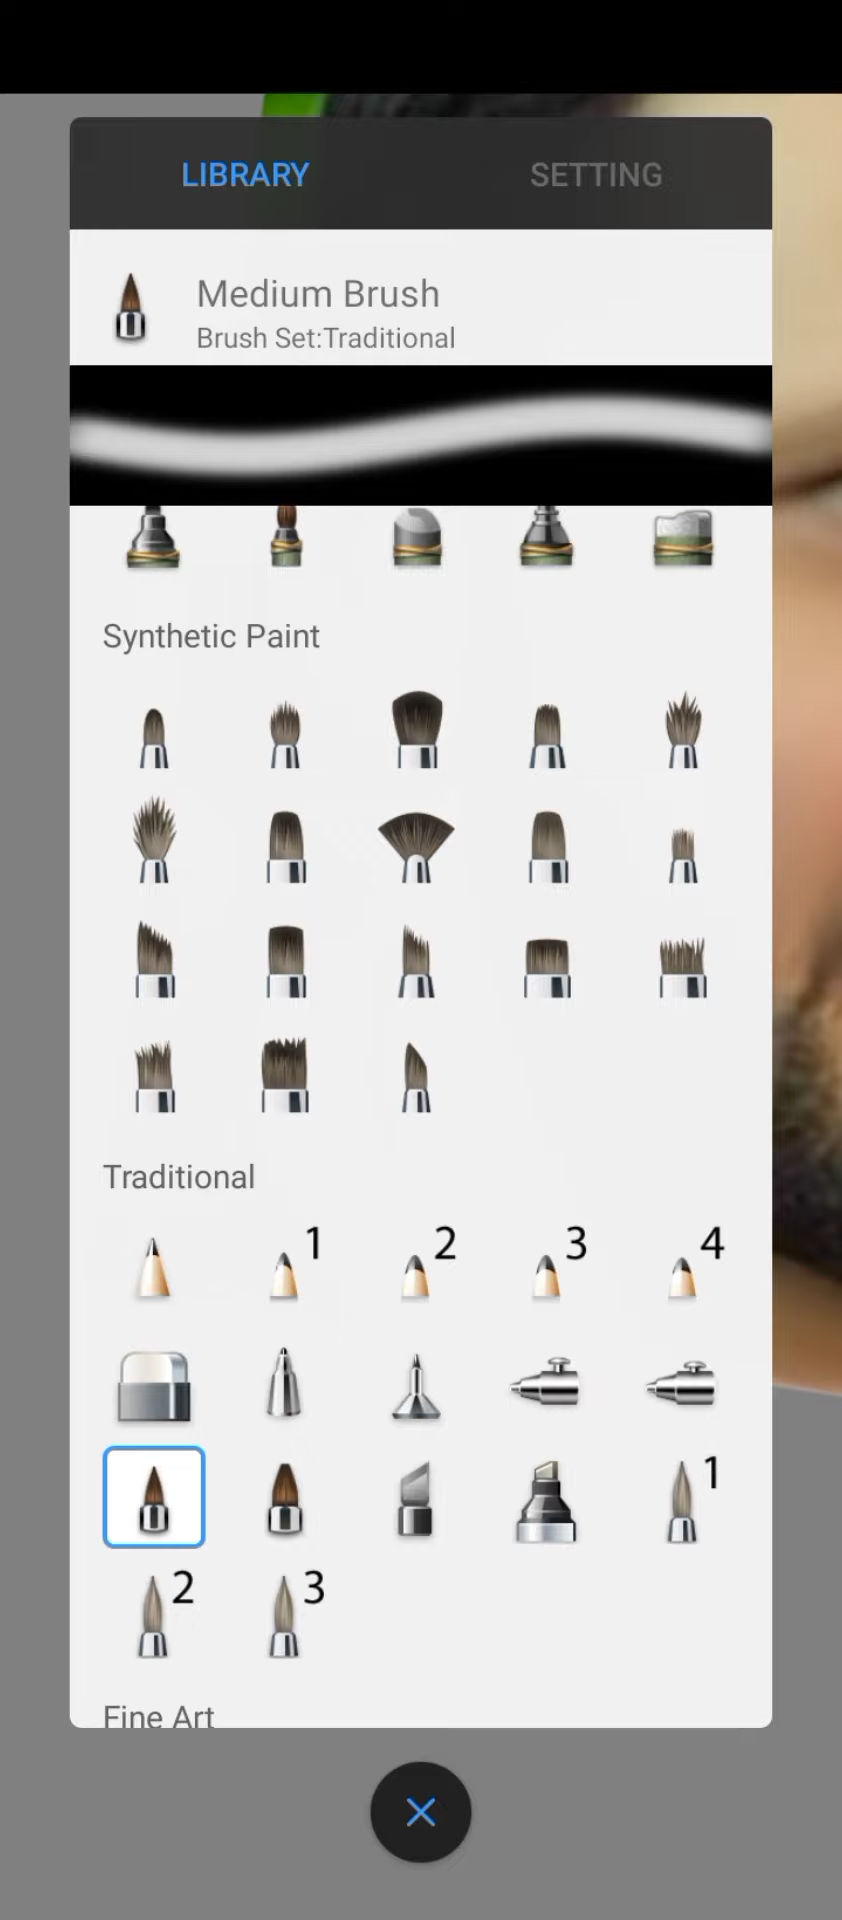 LIBRARY SETTING
Medium Brush
Brush Set:Traditional
Synthetic Paint
Traditional
1 2 3 4
1
2 3
Fine Art